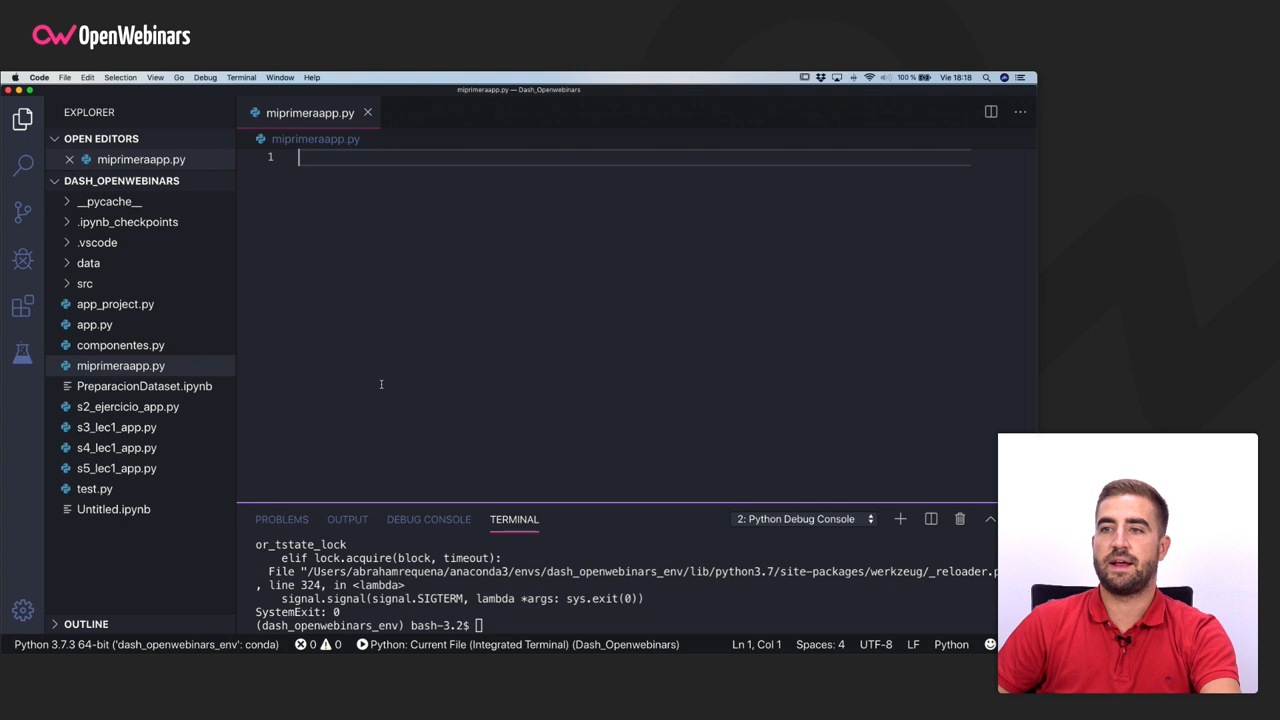 OpenWebinars
Code File Edit Selection View Go Debug Terminal Window Help 100 % Vie 18:18
miprimeraapp.py — Dash_Openwebinars
EXPLORER
miprimeraapp.py
OPEN EDITORS
miprimeraapp.py
miprimeraapp.py
1
DASH_OPENWEBINARS
__pycache__
.ipynb_checkpoints
.vscode
data
src
app_project.py
app.py
componentes.py
miprimeraapp.py
PreparacionDataset.ipynb
s2_ejercicio_app.py
s3_lec1_app.py
s4_lec1_app.py
s5_lec1_app.py
test.py
Untitled.ipynb
OUTLINE
PROBLEMS OUTPUT DEBUG CONSOLE TERMINAL 2: Python Debug Console
or_tstate_lock
elif lock.acquire(block, timeout):
File "/Users/abrahamrequena/anaconda3/envs/dash_openwebinars_env/lib/python3.7/site-packages/werkzeug/_reloader.p
, line 324, in <lambda>
signal.signal(signal.SIGTERM, lambda *args: sys.exit(0))
SystemExit: 0
(dash_openwebinars_env) bash-3.2$
Python 3.7.3 64-bit ('dash_openwebinars_env': conda) 0 0 Python: Current File (Integrated Terminal) (Dash_Openwebinars) Ln 1, Col 1 Spaces: 4 UTF-8 LF Python